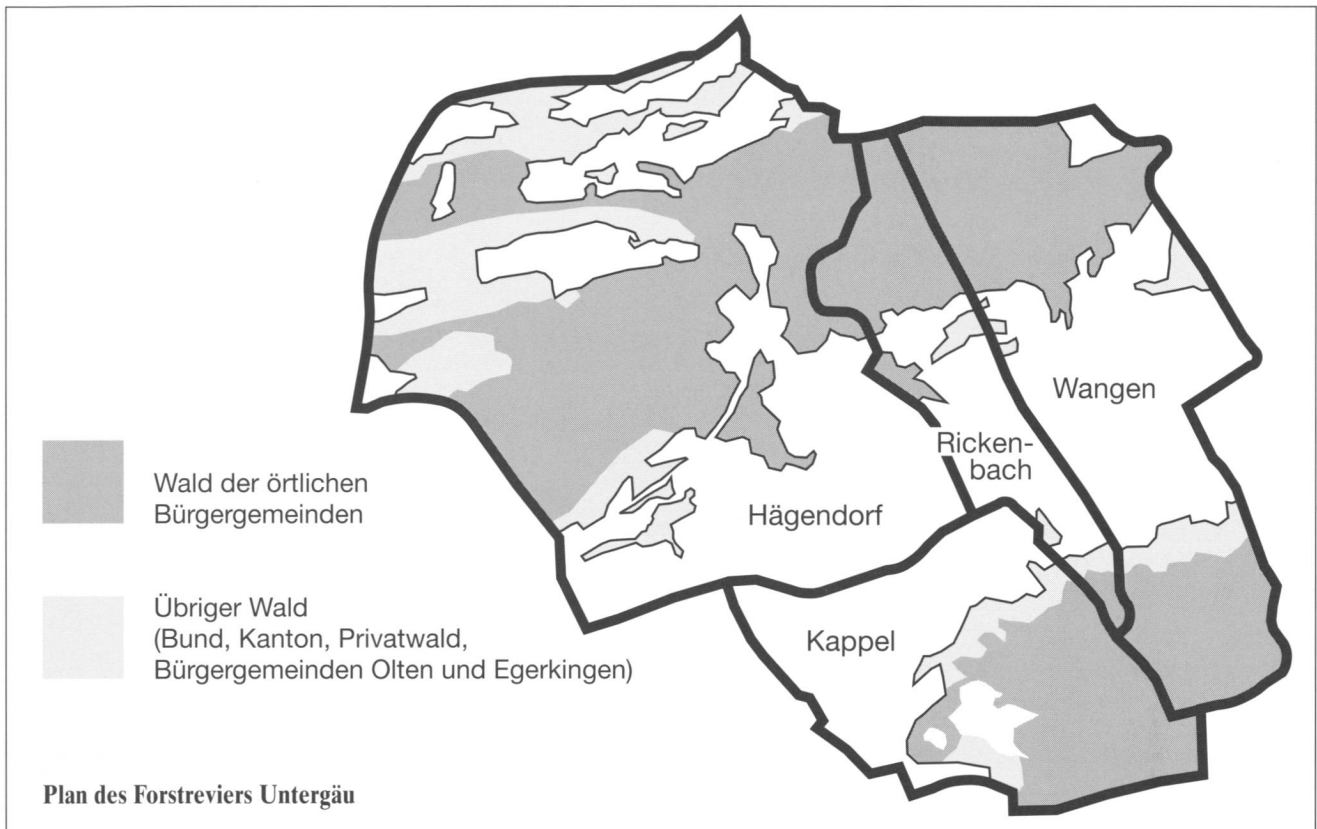 Wangen
Ricken-
bach
Hägendorf
Kappel
Wald der örtlichen
Bürgergemeinden
Übriger Wald
(Bund, Kanton, Privatwald,
Bürgergemeinden Olten und Egerkingen)
Plan des Forstreviers Untergäu